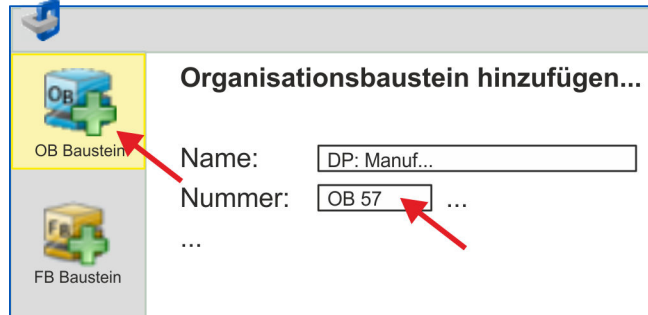 Organisationsbaustein hinzufügen...
OB
OB Baustein
Name: DP: Manuf...
Nummer: OB 57 ...
...
FB
FB Baustein